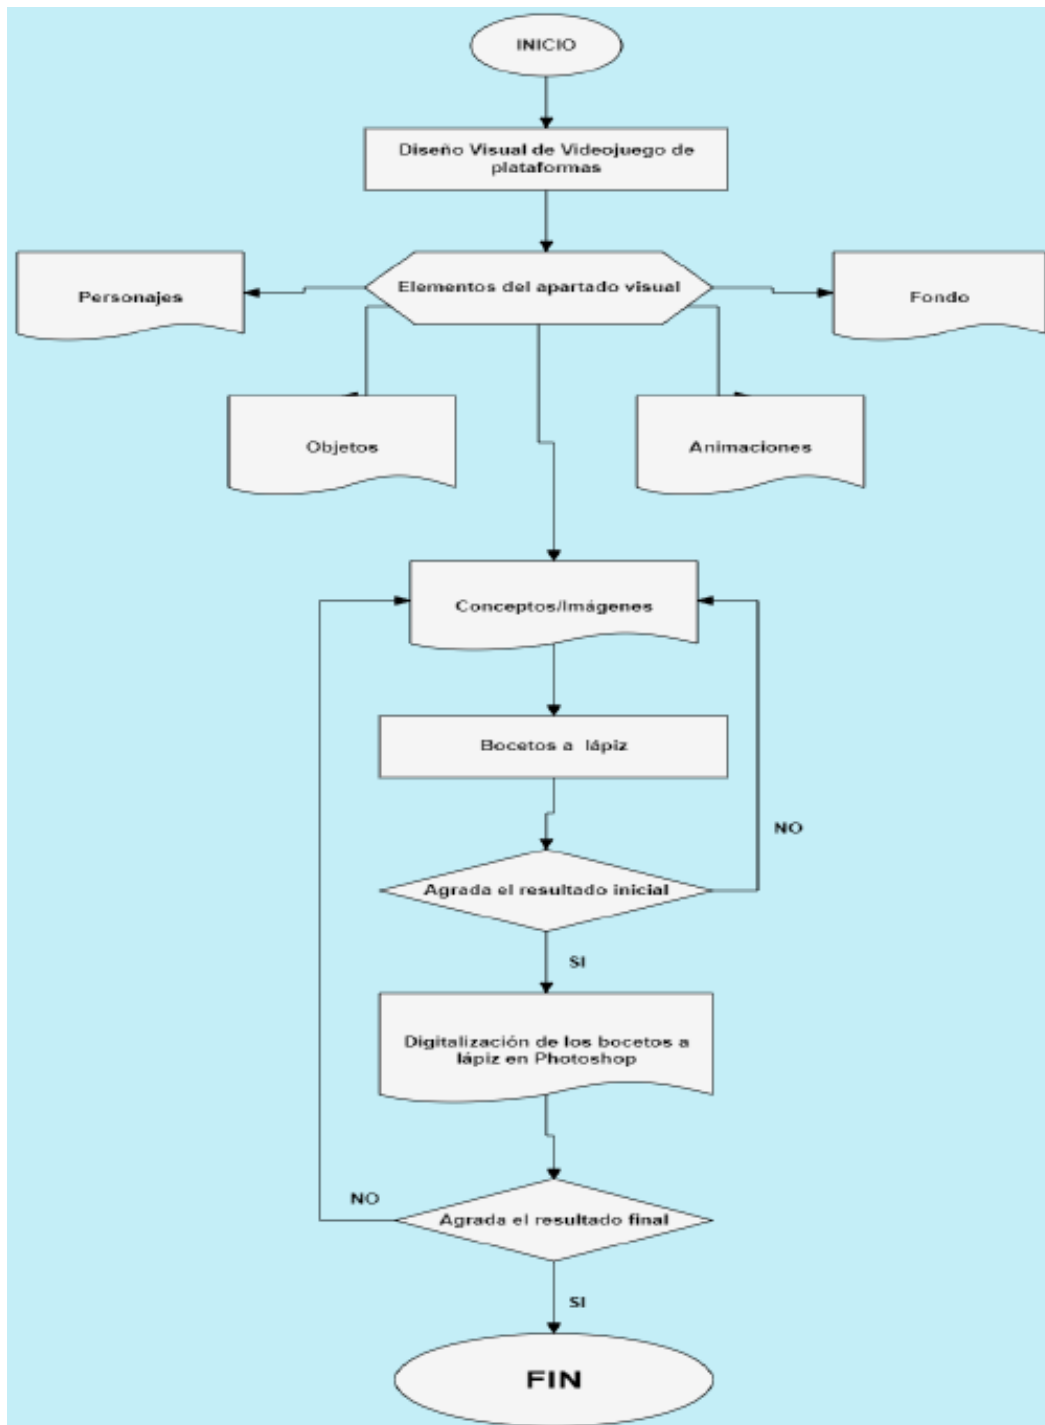 INICIO
Diseño Visual de Videojuego de
plataformas
Elementos del apartado visual
Personajes
Fondo
Objetos
Animaciones
Conceptos/Imágenes
Bocetos a lápiz
NO
Agrada el resultado inicial
SI
Digitalización de los bocetos a
lápiz en Photoshop
NO
Agrada el resultado final
SI
FIN